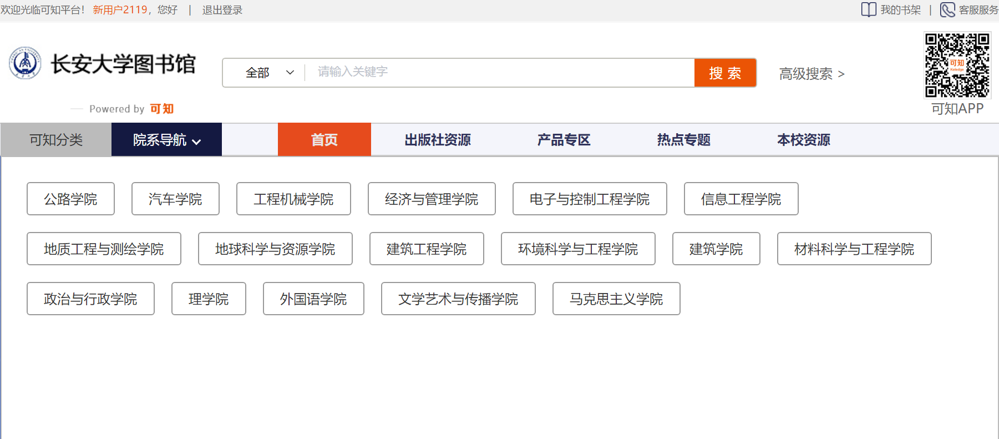 欢迎光临可知平台！ 新用户2119，您好 | 退出登录 我的书架 | 客服服务
长安大学图书馆
Powered by 可知
全部 请输入关键字 搜 索 高级搜索 >
可知
可知APP
可知分类 院系导航 首页 出版社资源 产品专区 热点专题 本校资源
公路学院 汽车学院 工程机械学院 经济与管理学院 电子与控制工程学院 信息工程学院
地质工程与测绘学院 地球科学与资源学院 建筑工程学院 环境科学与工程学院 建筑学院 材料科学与工程学院
政治与行政学院 理学院 外国语学院 文学艺术与传播学院 马克思主义学院